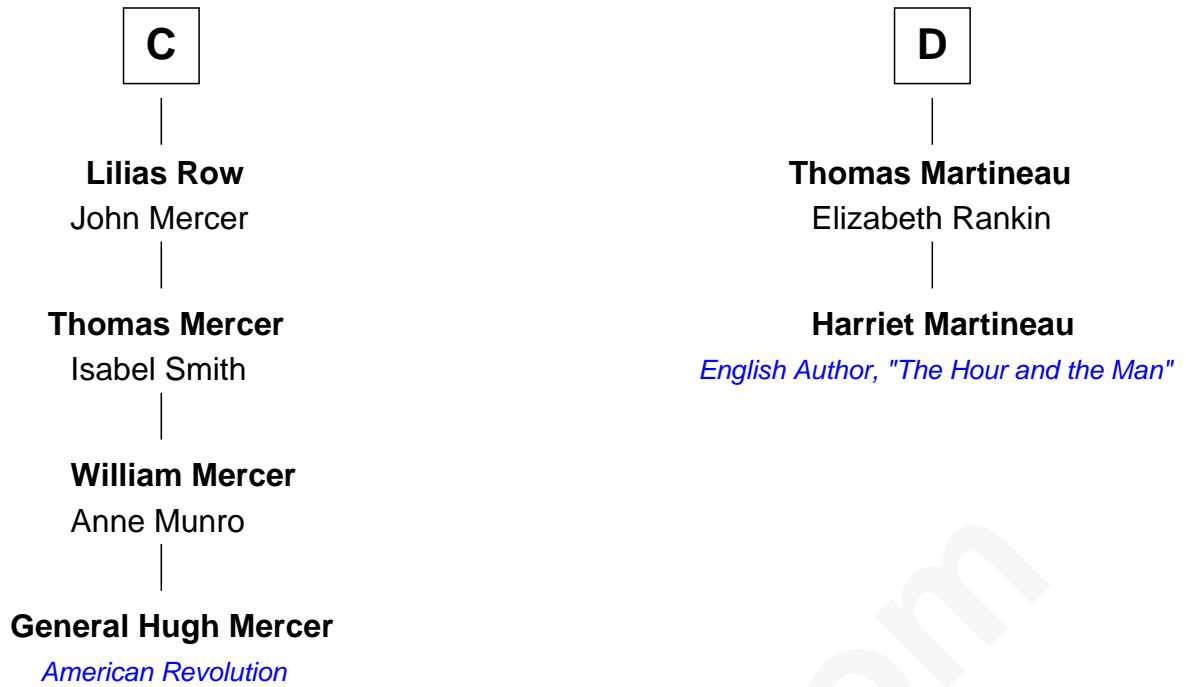 C
Lilias Row
John Mercer
Thomas Mercer
Isabel Smith
William Mercer
Anne Munro
General Hugh Mercer
American Revolution
D
Thomas Martineau
Elizabeth Rankin
Harriet Martineau
English Author, "The Hour and the Man"
om